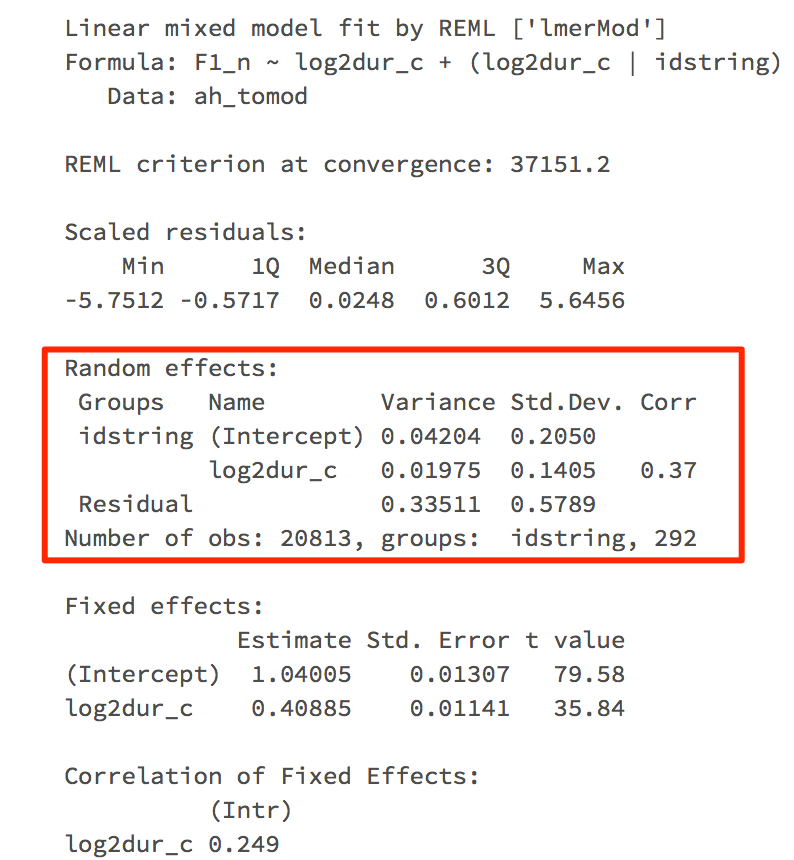 Linear mixed model fit by REML ['lmerMod']
Formula: F1_n ~ log2dur_c + (log2dur_c | idstring)
   Data: ah_tomod
REML criterion at convergence: 37151.2
Scaled residuals:
    Min      1Q  Median      3Q     Max
-5.7512 -0.5717  0.0248  0.6012  5.6456
Random effects:
 Groups   Name        Variance Std.Dev. Corr
 idstring (Intercept) 0.04204  0.2050
          log2dur_c   0.01975  0.1405   0.37
 Residual             0.33511  0.5789
Number of obs: 20813, groups:  idstring, 292
Fixed effects:
            Estimate Std. Error t value
(Intercept)  1.04005    0.01307   79.58
log2dur_c    0.40885    0.01141   35.84
Correlation of Fixed Effects:
          (Intr)
log2dur_c 0.249